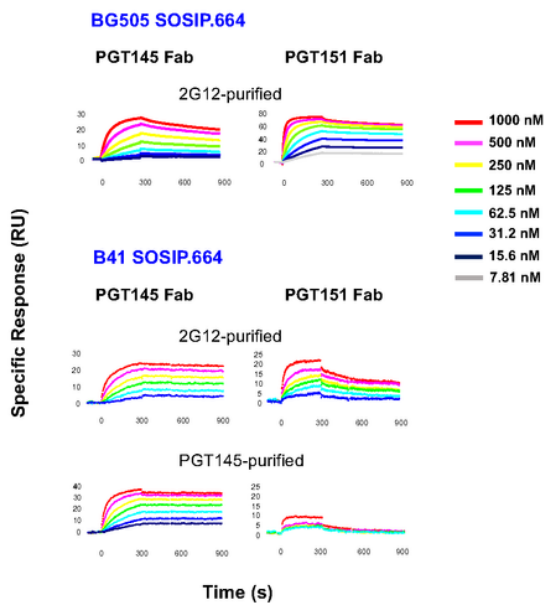 BG505 SOSIP.664
PGT145 Fab PGT151 Fab
2G12-purified
30
20
10
0
0 300 600 900
80
60
40
20
0
0 300 600 900
1000 nM
500 nM
250 nM
125 nM
62.5 nM
31.2 nM
15.6 nM
7.81 nM
Specific Response (RU)
B41 SOSIP.664
PGT145 Fab PGT151 Fab
2G12-purified
30
20
10
0
0 300 600 900
25
20
15
10
5
0
0 300 600 900
PGT145-purified
40
30
20
10
0
0 300 600 900
25
20
15
10
5
0
0 300 600 900
Time (s)